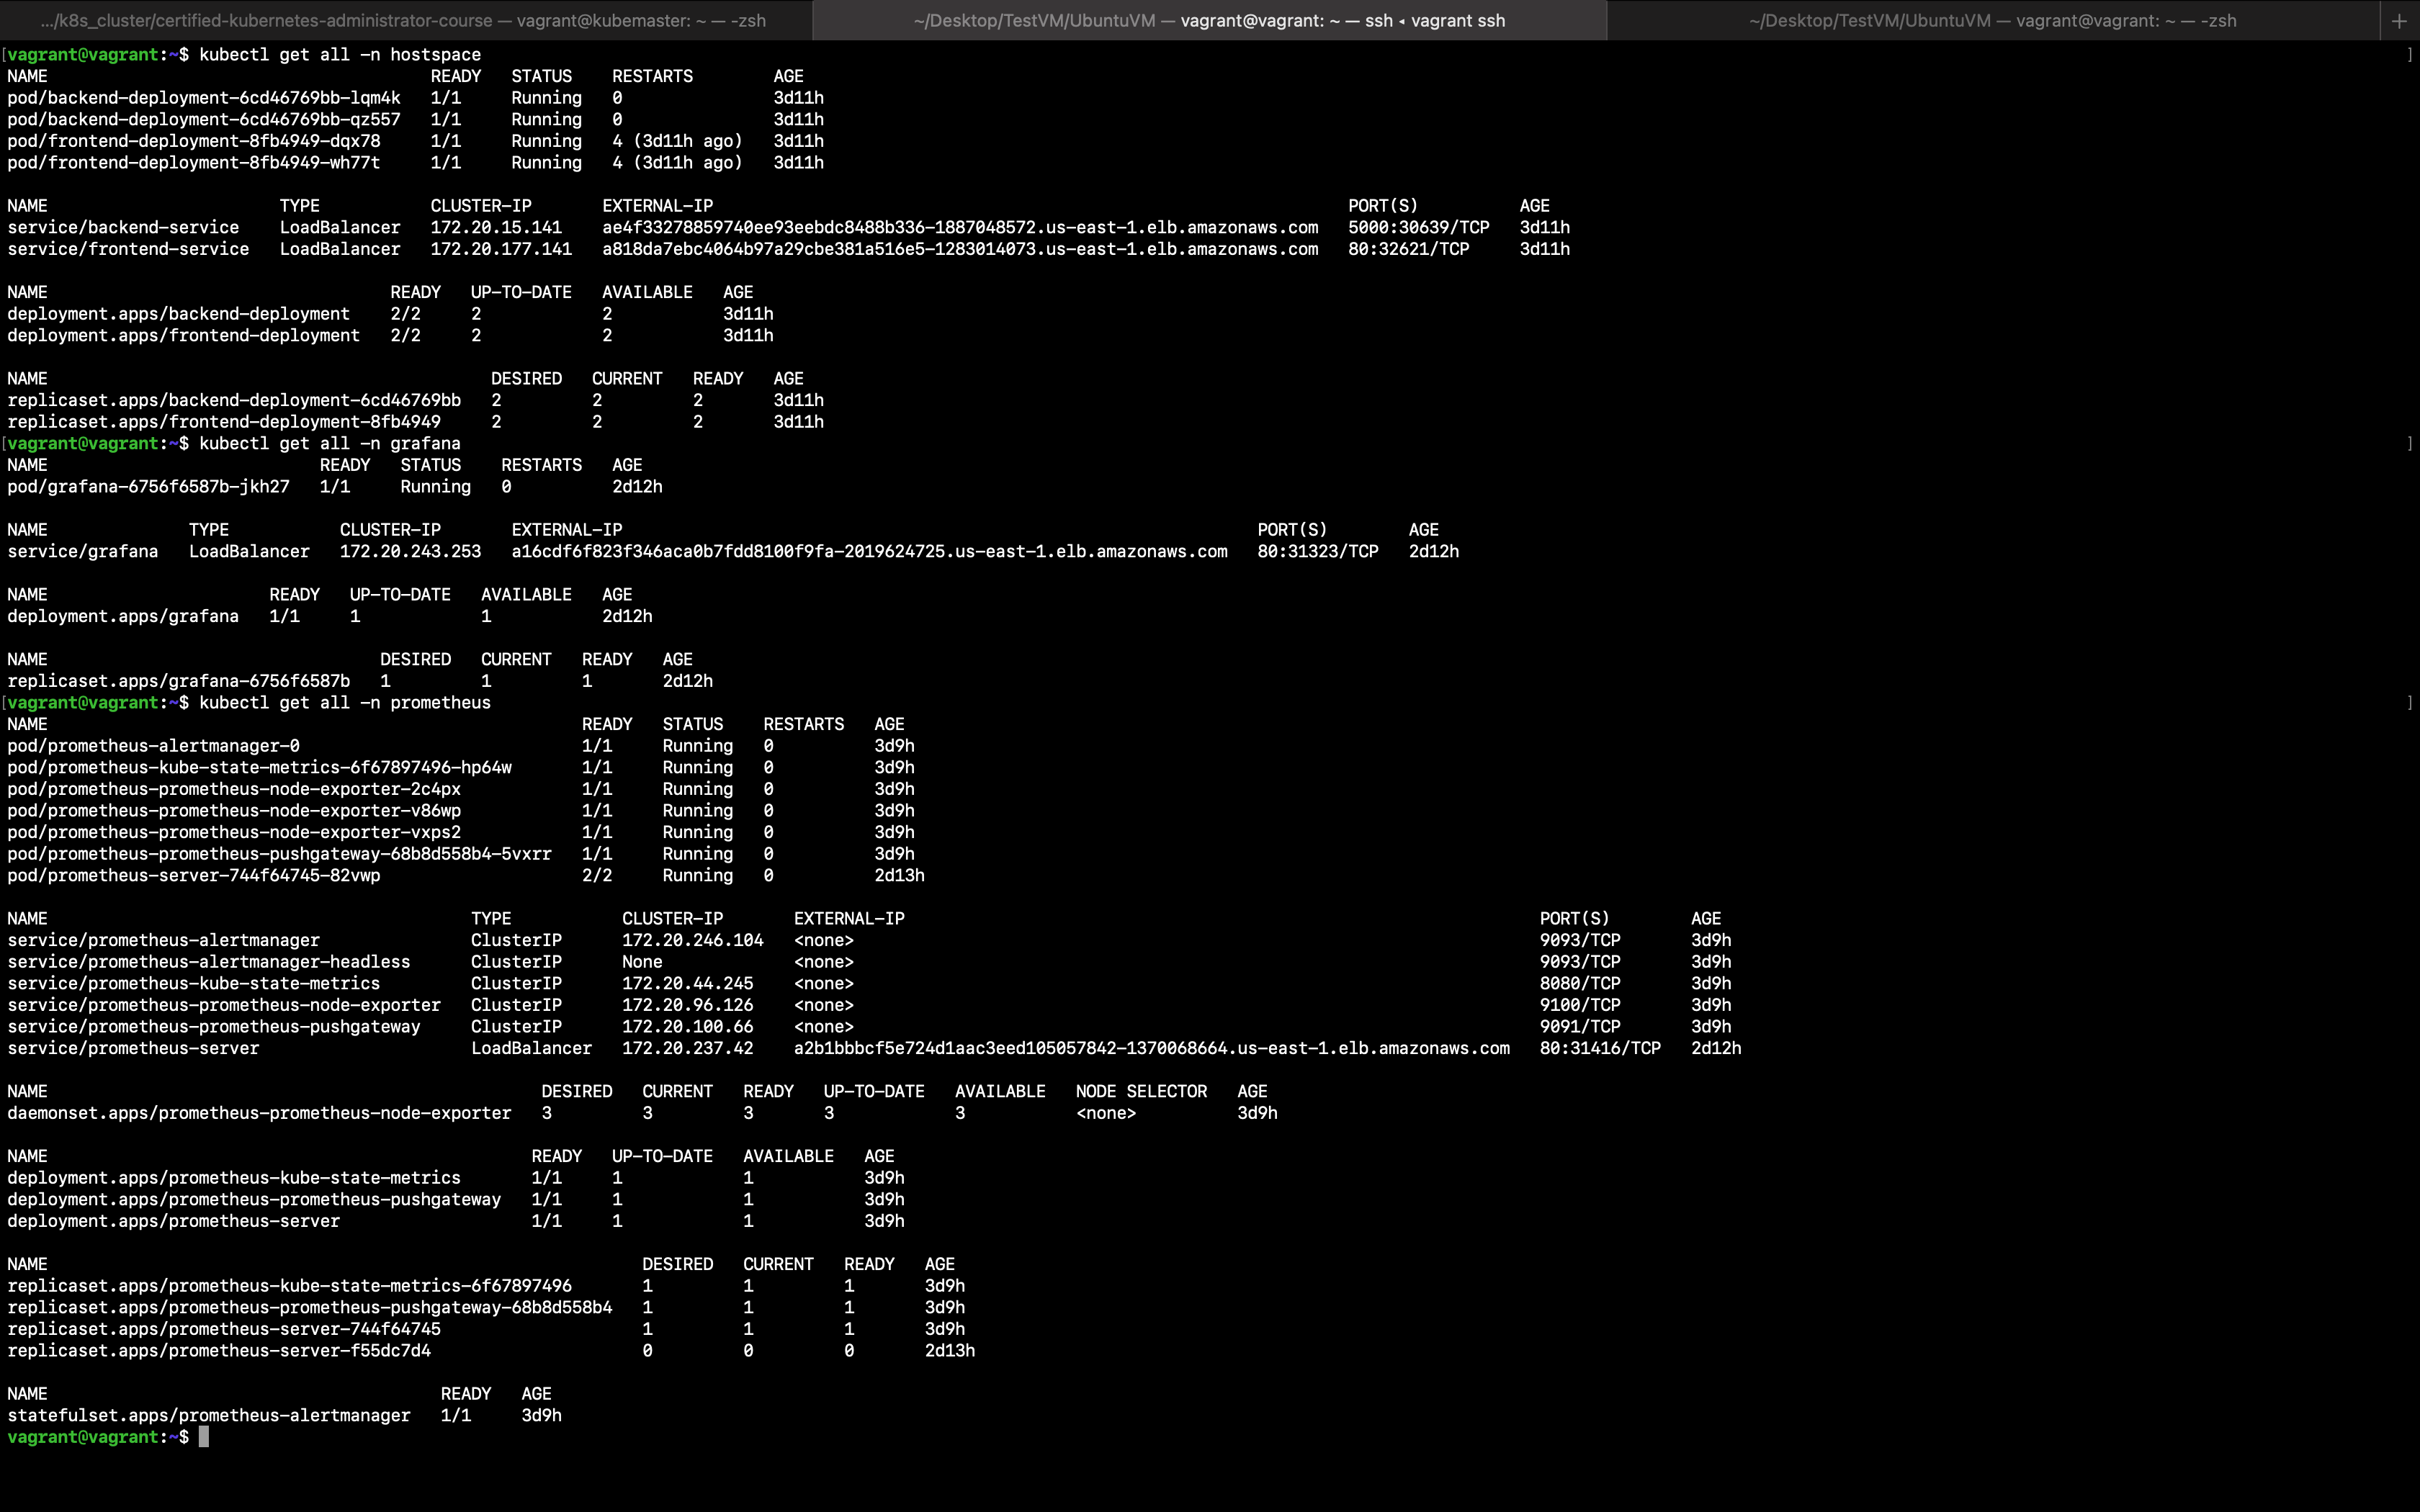 .../k8s_cluster/certified-kubernetes-administrator-course — vagrant@kubemaster: ~ — -zsh
~/Desktop/TestVM/UbuntuVM — vagrant@vagrant: ~ — ssh ◂ vagrant ssh
~/Desktop/TestVM/UbuntuVM — vagrant@vagrant: ~ — -zsh
+
[vagrant@vagrant:~$ kubectl get all -n hostspace ]
NAME READY STATUS RESTARTS AGE
pod/backend-deployment-6cd46769bb-lqm4k 1/1 Running 0 3d11h
pod/backend-deployment-6cd46769bb-qz557 1/1 Running 0 3d11h
pod/frontend-deployment-8fb4949-dqx78 1/1 Running 4 (3d11h ago) 3d11h
pod/frontend-deployment-8fb4949-wh77t 1/1 Running 4 (3d11h ago) 3d11h
NAME TYPE CLUSTER-IP EXTERNAL-IP PORT(S) AGE
service/backend-service LoadBalancer 172.20.15.141 ae4f33278859740ee93eebdc8488b336-1887048572.us-east-1.elb.amazonaws.com 5000:30639/TCP 3d11h
service/frontend-service LoadBalancer 172.20.177.141 a818da7ebc4064b97a29cbe381a516e5-1283014073.us-east-1.elb.amazonaws.com 80:32621/TCP 3d11h
NAME READY UP-TO-DATE AVAILABLE AGE
deployment.apps/backend-deployment 2/2 2 2 3d11h
deployment.apps/frontend-deployment 2/2 2 2 3d11h
NAME DESIRED CURRENT READY AGE
replicaset.apps/backend-deployment-6cd46769bb 2 2 2 3d11h
replicaset.apps/frontend-deployment-8fb4949 2 2 2 3d11h
[vagrant@vagrant:~$ kubectl get all -n grafana ]
NAME READY STATUS RESTARTS AGE
pod/grafana-6756f6587b-jkh27 1/1 Running 0 2d12h
NAME TYPE CLUSTER-IP EXTERNAL-IP PORT(S) AGE
service/grafana LoadBalancer 172.20.243.253 a16cdf6f823f346aca0b7fdd8100f9fa-2019624725.us-east-1.elb.amazonaws.com 80:31323/TCP 2d12h
NAME READY UP-TO-DATE AVAILABLE AGE
deployment.apps/grafana 1/1 1 1 2d12h
NAME DESIRED CURRENT READY AGE
replicaset.apps/grafana-6756f6587b 1 1 1 2d12h
[vagrant@vagrant:~$ kubectl get all -n prometheus ]
NAME READY STATUS RESTARTS AGE
pod/prometheus-alertmanager-0 1/1 Running 0 3d9h
pod/prometheus-kube-state-metrics-6f67897496-hp64w 1/1 Running 0 3d9h
pod/prometheus-prometheus-node-exporter-2c4px 1/1 Running 0 3d9h
pod/prometheus-prometheus-node-exporter-v86wp 1/1 Running 0 3d9h
pod/prometheus-prometheus-node-exporter-vxps2 1/1 Running 0 3d9h
pod/prometheus-prometheus-pushgateway-68b8d558b4-5vxrr 1/1 Running 0 3d9h
pod/prometheus-server-744f64745-82vwp 2/2 Running 0 2d13h
NAME TYPE CLUSTER-IP EXTERNAL-IP PORT(S) AGE
service/prometheus-alertmanager ClusterIP 172.20.246.104 <none> 9093/TCP 3d9h
service/prometheus-alertmanager-headless ClusterIP None <none> 9093/TCP 3d9h
service/prometheus-kube-state-metrics ClusterIP 172.20.44.245 <none> 8080/TCP 3d9h
service/prometheus-prometheus-node-exporter ClusterIP 172.20.96.126 <none> 9100/TCP 3d9h
service/prometheus-prometheus-pushgateway ClusterIP 172.20.100.66 <none> 9091/TCP 3d9h
service/prometheus-server LoadBalancer 172.20.237.42 a2b1bbbcf5e724d1aac3eed105057842-1370068664.us-east-1.elb.amazonaws.com 80:31416/TCP 2d12h
NAME DESIRED CURRENT READY UP-TO-DATE AVAILABLE NODE SELECTOR AGE
daemonset.apps/prometheus-prometheus-node-exporter 3 3 3 3 3 <none> 3d9h
NAME READY UP-TO-DATE AVAILABLE AGE
deployment.apps/prometheus-kube-state-metrics 1/1 1 1 3d9h
deployment.apps/prometheus-prometheus-pushgateway 1/1 1 1 3d9h
deployment.apps/prometheus-server 1/1 1 1 3d9h
NAME DESIRED CURRENT READY AGE
replicaset.apps/prometheus-kube-state-metrics-6f67897496 1 1 1 3d9h
replicaset.apps/prometheus-prometheus-pushgateway-68b8d558b4 1 1 1 3d9h
replicaset.apps/prometheus-server-744f64745 1 1 1 3d9h
replicaset.apps/prometheus-server-f55dc7d4 0 0 0 2d13h
NAME READY AGE
statefulset.apps/prometheus-alertmanager 1/1 3d9h
vagrant@vagrant:~$